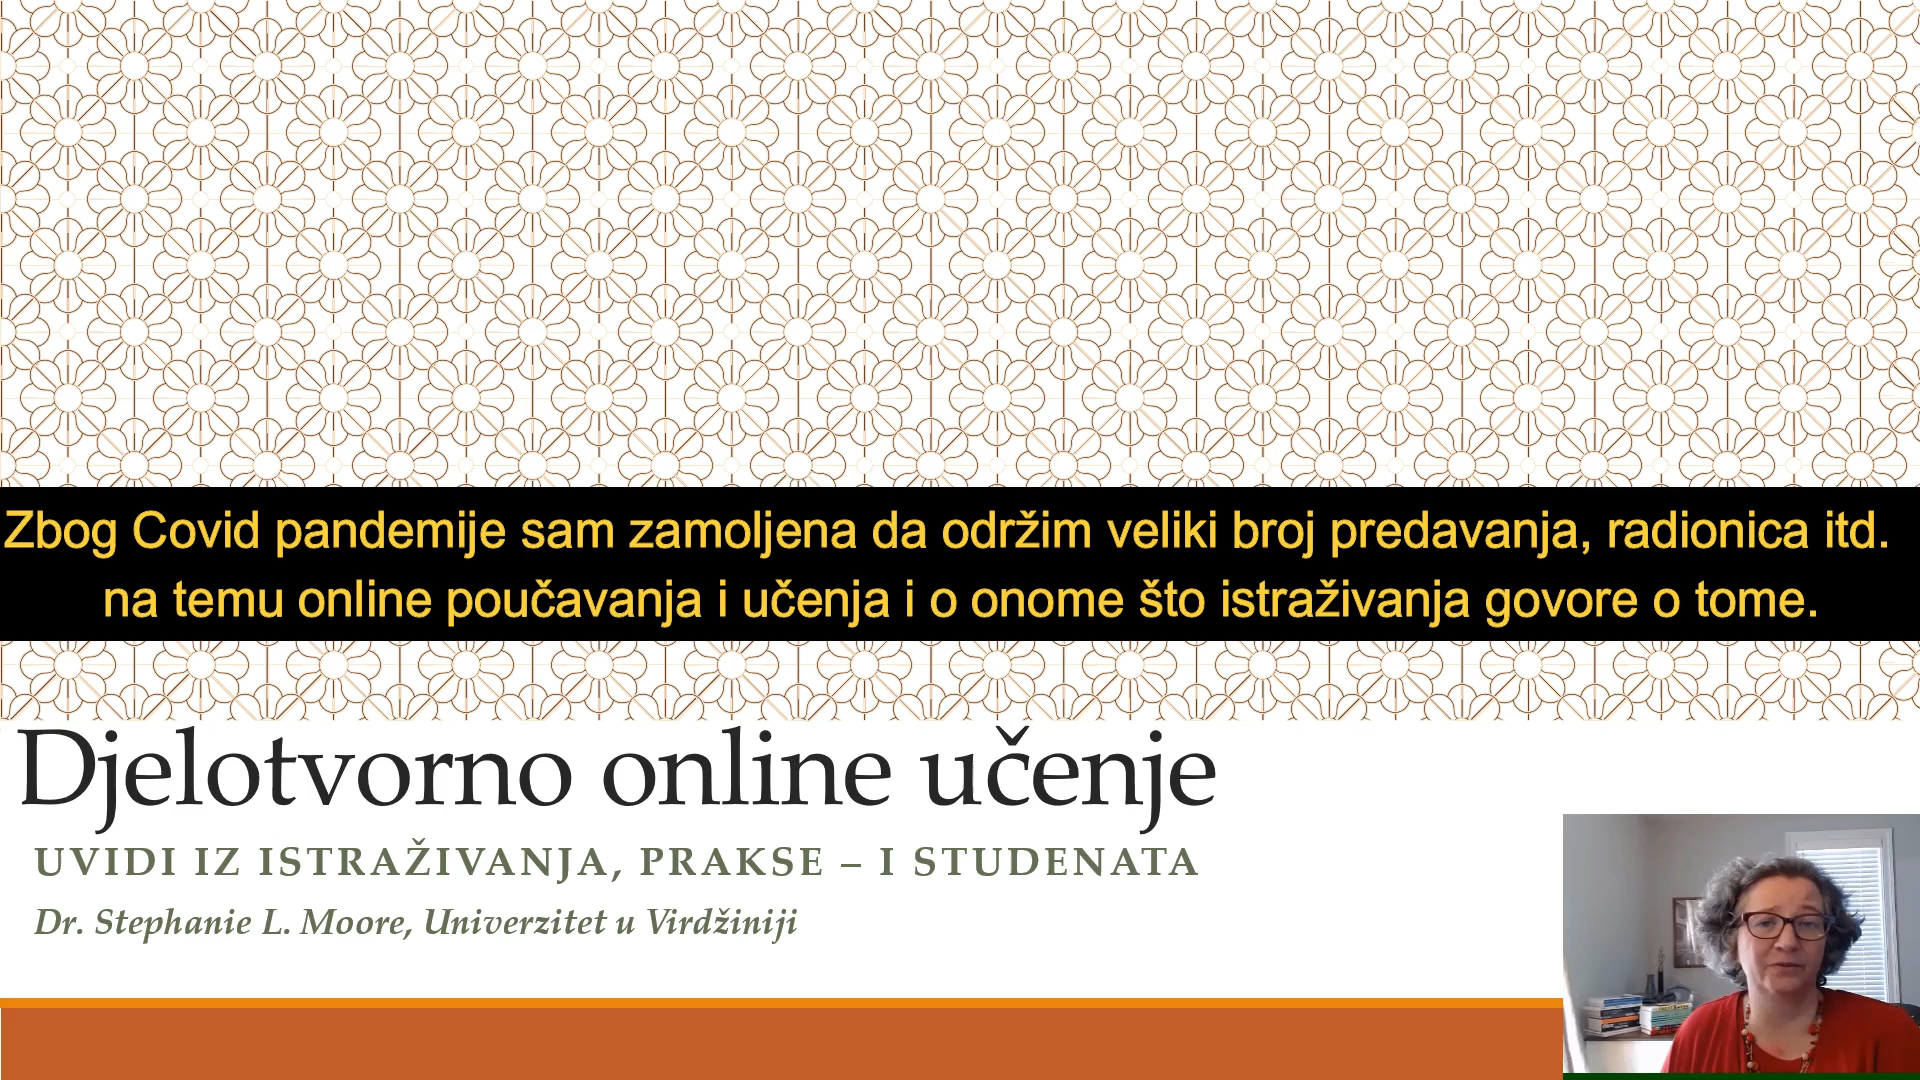 Zbog Covid pandemije sam zamoljena da održim veliki broj predavanja, radionica itd.
na temu online poučavanja i učenja i o onome što istraživanja govore o tome.
Djelotvorno online učenje
UVIDI IZ ISTRAŽIVANJA, PRAKSE – I STUDENATA
Dr. Stephanie L. Moore, Univerzitet u Virdžiniji